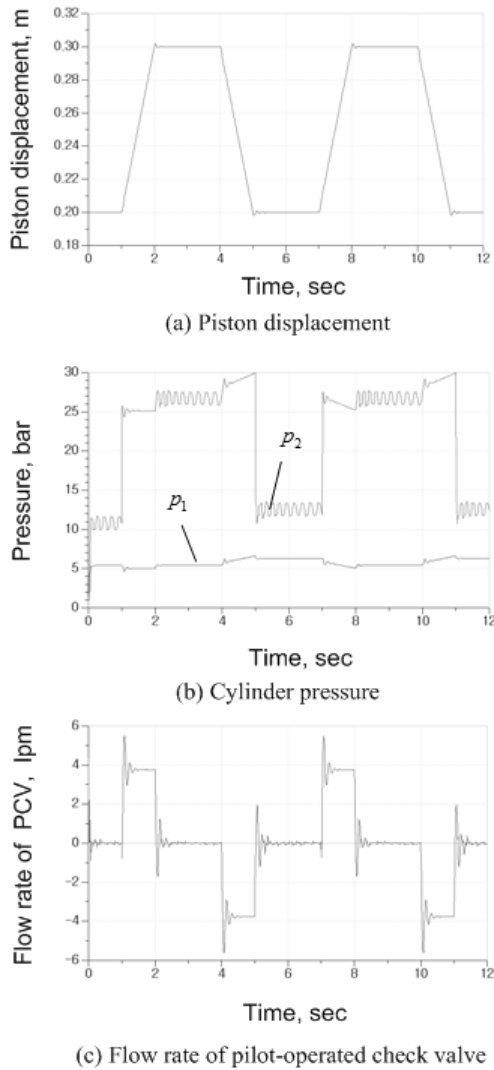 Piston displacement, m
0.30
0.28
0.26
0.24
0.22
0.20
0.18
0 2 4 6 8 10 12
Time, sec
(a) Piston displacement
Pressure, bar
30
25
20
15
10
5
0
p₂
p₁
0 2 4 6 8 10 12
Time, sec
(b) Cylinder pressure
Flow rate of PCV, lpm
6
4
2
0
-2
-4
-6
0 2 4 6 8 10 12
Time, sec
(c) Flow rate of pilot-operated check valve